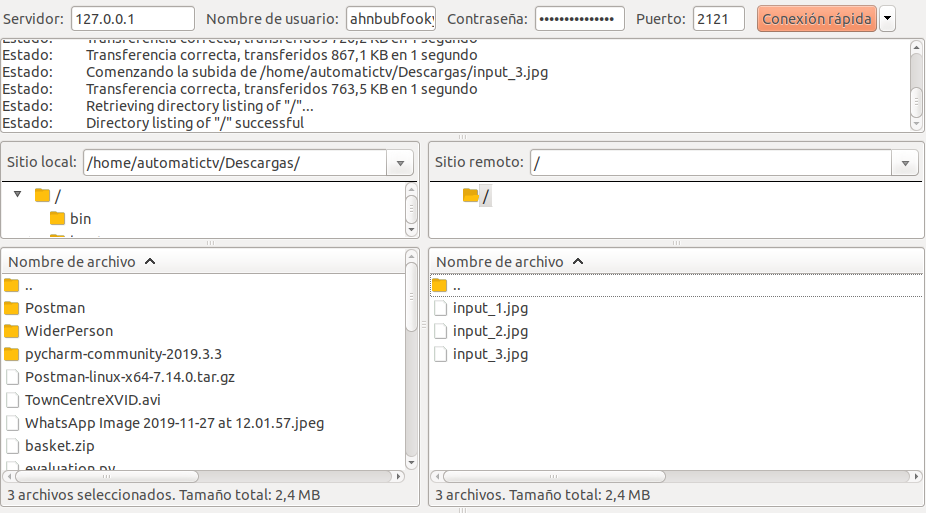 Servidor: 127.0.0.1 Nombre de usuario: ahnbubfooky Contraseña: ●●●●●●●●●●●●●●● Puerto: 2121 Conexión rápida
Estado: Transferencia correcta, transferidos 720,2 KB en 1 segundo
Estado: Transferencia correcta, transferidos 867,1 KB en 1 segundo
Estado: Comenzando la subida de /home/automatictv/Descargas/input_3.jpg
Estado: Transferencia correcta, transferidos 763,5 KB en 1 segundo
Estado: Retrieving directory listing of "/"...
Estado: Directory listing of "/" successful
Sitio local: /home/automatictv/Descargas/
/
bin
Nombre de archivo
..
Postman
WiderPerson
pycharm-community-2019.3.3
Postman-linux-x64-7.14.0.tar.gz
TownCentreXVID.avi
WhatsApp Image 2019-11-27 at 12.01.57.jpeg
basket.zip
evaluation.py
3 archivos seleccionados. Tamaño total: 2,4 MB
Sitio remoto: /
/
Nombre de archivo
..
input_1.jpg
input_2.jpg
input_3.jpg
3 archivos. Tamaño total: 2,4 MB